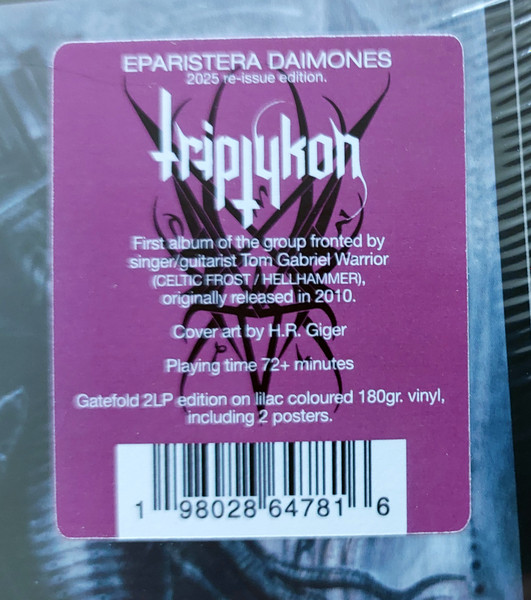 EPARISTERA DAIMONES
2025 re-issue edition.
triptykon
First album of the group fronted by
singer/guitarist Tom Gabriel Warrior
(CELTIC FROST / HELLHAMMER),
originally released in 2010.
Cover art by H.R. Giger
Playing time 72+ minutes
Gatefold 2LP edition on lilac coloured 180gr. vinyl,
including 2 posters.
1 98028 64781 6